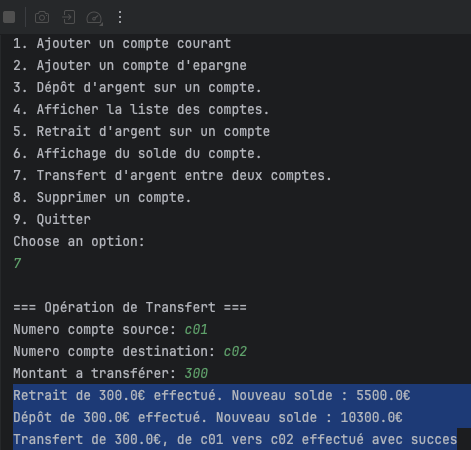 1. Ajouter un compte courant
2. Ajouter un compte d'epargne
3. Dépôt d'argent sur un compte.
4. Afficher la liste des comptes.
5. Retrait d'argent sur un compte
6. Affichage du solde du compte.
7. Transfert d'argent entre deux comptes.
8. Supprimer un compte.
9. Quitter
Choose an option:
7
=== Opération de Transfert ===
Numero compte source: c01
Numero compte destination: c02
Montant a transférer: 300
Retrait de 300.0€ effectué. Nouveau solde : 5500.0€
Dépôt de 300.0€ effectué. Nouveau solde : 10300.0€
Transfert de 300.0€, de c01 vers c02 effectué avec succes